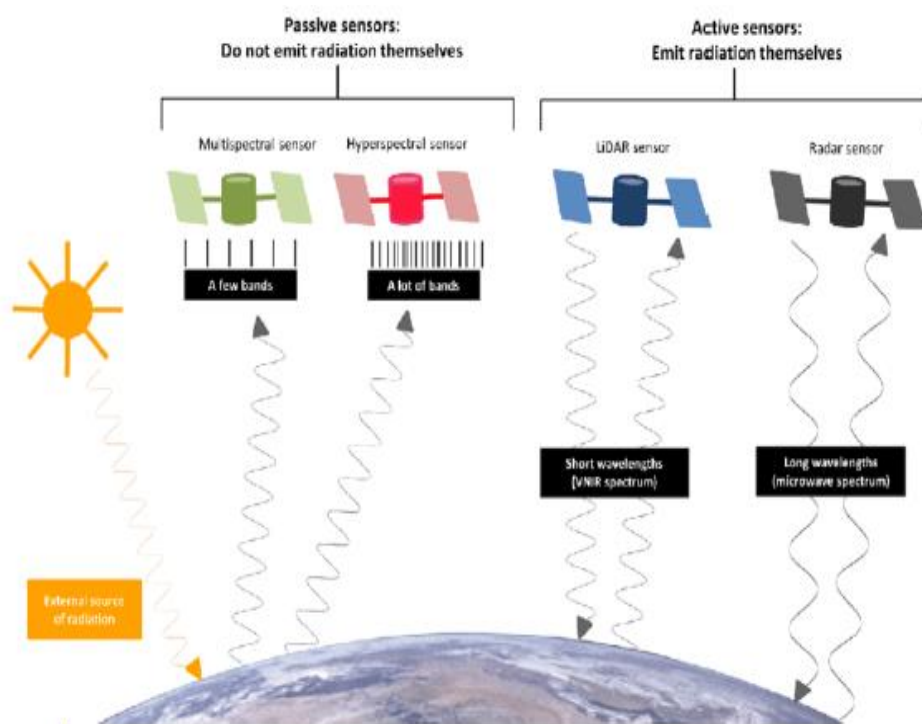 Passive sensors:
Do not emit radiation themselves
Active sensors:
Emit radiation themselves
Multispectral sensor
Hyperspectral sensor
LiDAR sensor
Radar sensor
A few bands
A lot of bands
Short wavelengths
(VNIR spectrum)
Long wavelengths
(microwave spectrum)
External source
of radiation